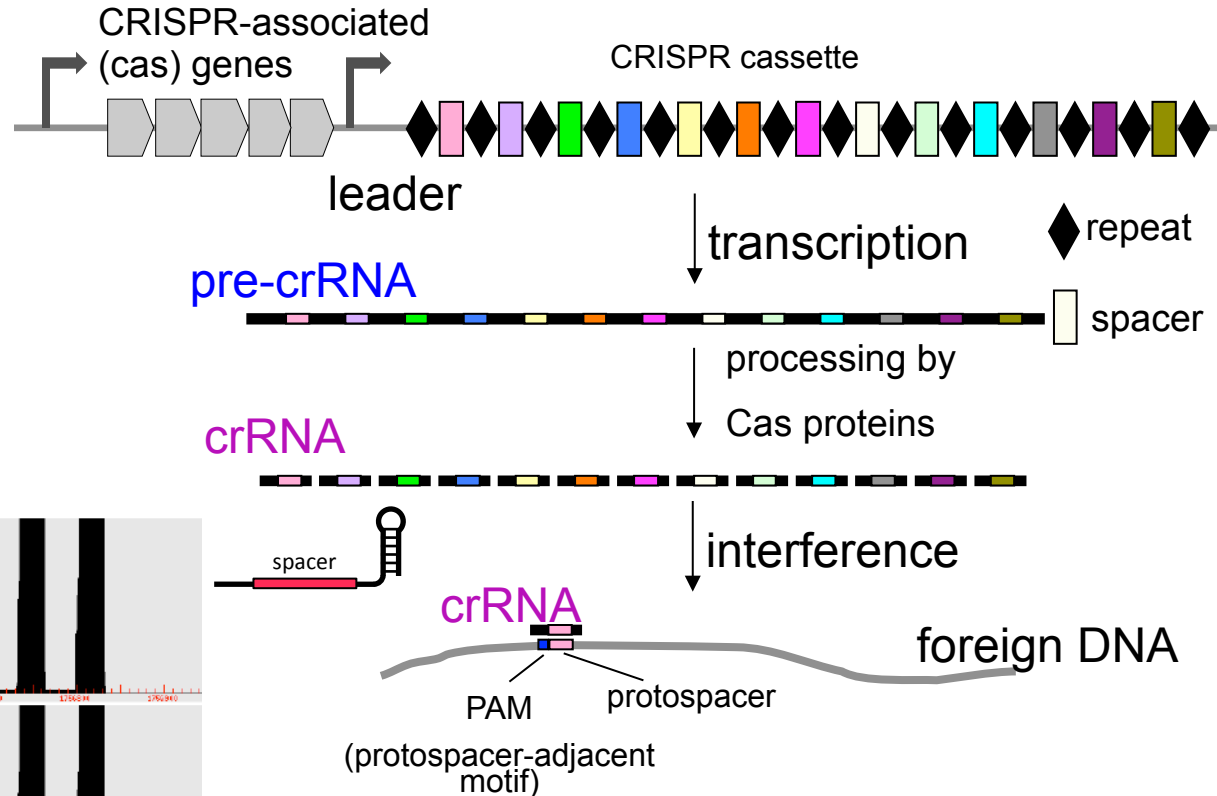 CRISPR-associated
(cas) genes
CRISPR cassette
leader
transcription
repeat
pre-crRNA
spacer
processing by
Cas proteins
crRNA
interference
spacer
crRNA
foreign DNA
protospacer
PAM
(protospacer-adjacent
motif)